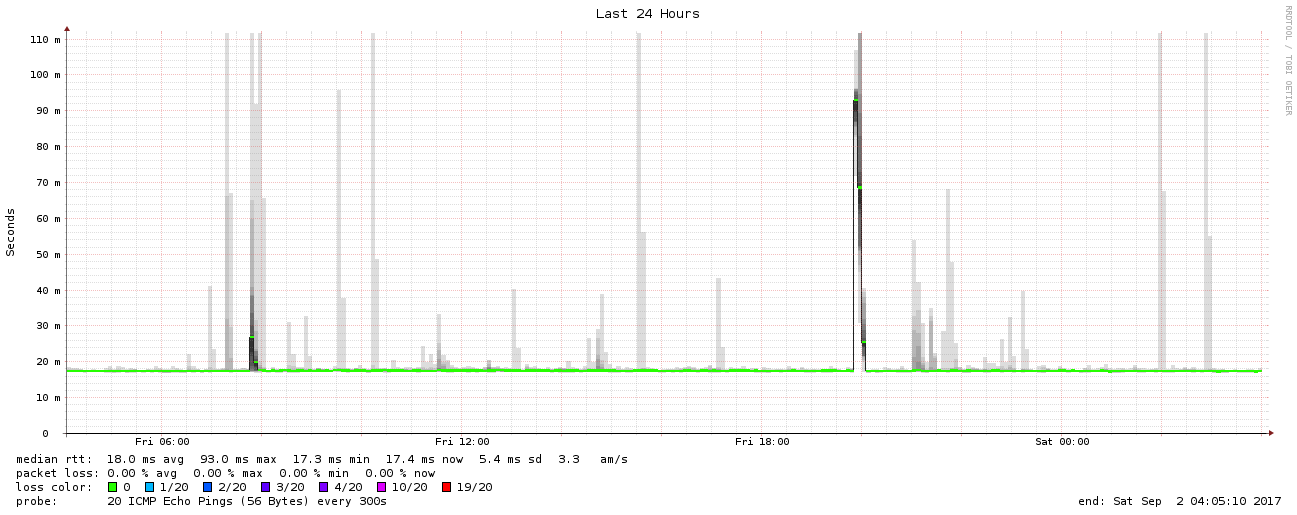 Last 24 Hours
RRDTOOL / TOBI OETIKER
Seconds
110 m
100 m
90 m
80 m
70 m
60 m
50 m
40 m
30 m
20 m
10 m
0
Fri 06:00 Fri 12:00 Fri 18:00 Sat 00:00
median rtt: 18.0 ms avg 93.0 ms max 17.3 ms min 17.4 ms now 5.4 ms sd 3.3 am/s
packet loss: 0.00 % avg 0.00 % max 0.00 % min 0.00 % now
loss color: 0 1/20 2/20 3/20 4/20 10/20 19/20
probe: 20 ICMP Echo Pings (56 Bytes) every 300s end: Sat Sep 2 04:05:10 2017